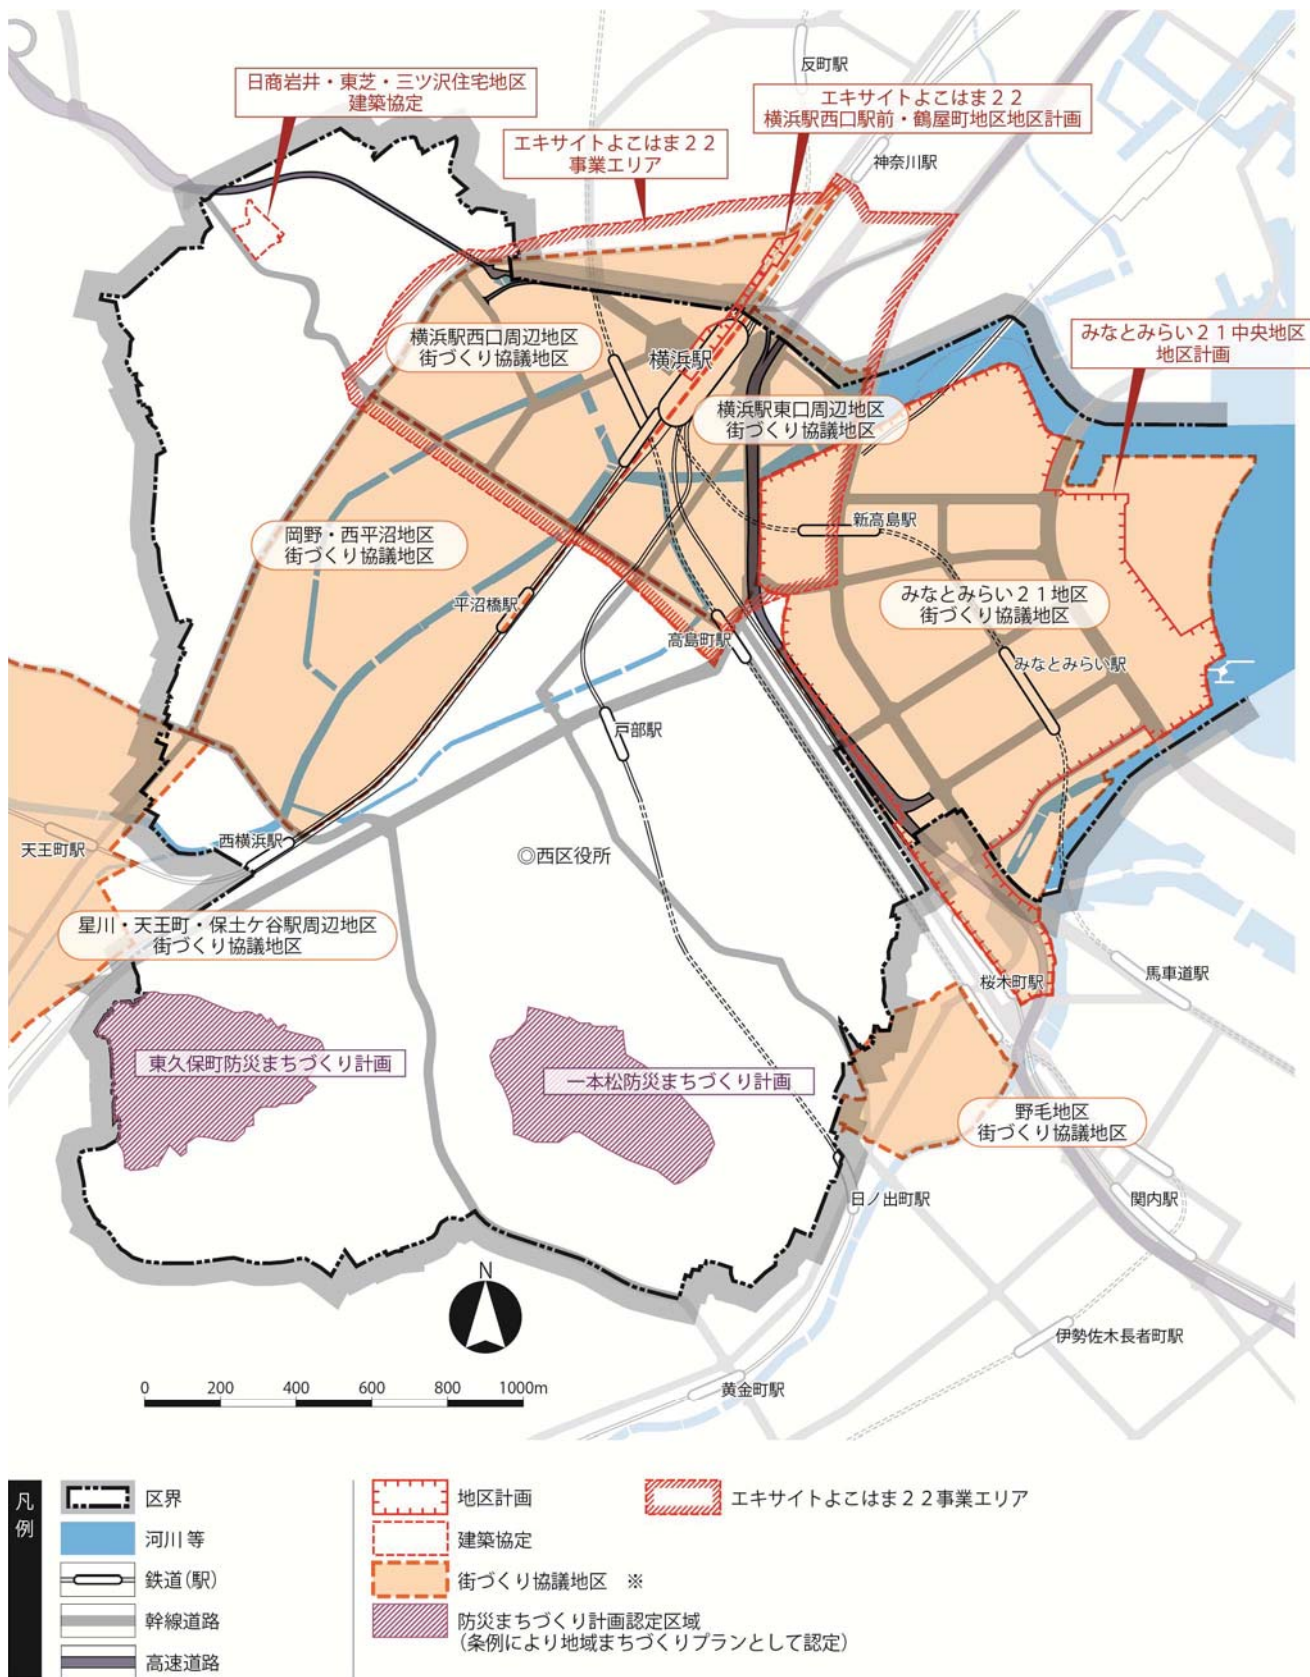 反町駅
日商岩井・東芝・三ツ沢住宅地区
建築協定
エキサイトよこはま２２
横浜駅西口駅前・鶴屋町地区地区計画
エキサイトよこはま２２
事業エリア
神奈川駅
みなとみらい２１中央地区
地区計画
横浜駅西口周辺地区
街づくり協議地区
横浜駅
横浜駅東口周辺地区
街づくり協議地区
新高島駅
岡野・西平沼地区
街づくり協議地区
平沼橋駅
みなとみらい２１地区
街づくり協議地区
高島町駅
みなとみらい駅
戸部駅
天王町駅
西横浜駅
◎西区役所
星川・天王町・保土ケ谷駅周辺地区
街づくり協議地区
馬車道駅
桜木町駅
東久保町防災まちづくり計画
一本松防災まちづくり計画
野毛地区
街づくり協議地区
日ノ出町駅
関内駅
N
伊勢佐木長者町駅
黄金町駅
0 200 400 600 800 1000m
凡例
区界
河川等
鉄道(駅)
幹線道路
高速道路
地区計画
建築協定
街づくり協議地区 ※
防災まちづくり計画認定区域
(条例により地域まちづくりプランとして認定)
エキサイトよこはま２２事業エリア